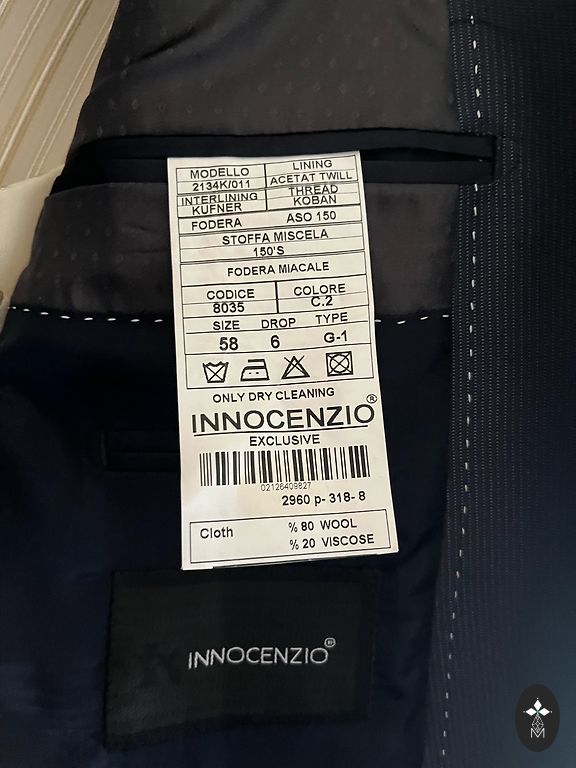 MODELLO LINING
2134K/011 ACETAT TWILL
INTERLINING THREAD
KUFNER KOBAN
FODERA ASO 150
STOFFA MISCELA
150'S
FODERA MIACALE
CODICE COLORE
8035 C.2
SIZE DROP TYPE
58 6 G-1
ONLY DRY CLEANING
INNOCENZIO®
EXCLUSIVE
02126409827
2960 p- 318- 8
Cloth % 80 WOOL
% 20 VISCOSE
INNOCENZIO
M